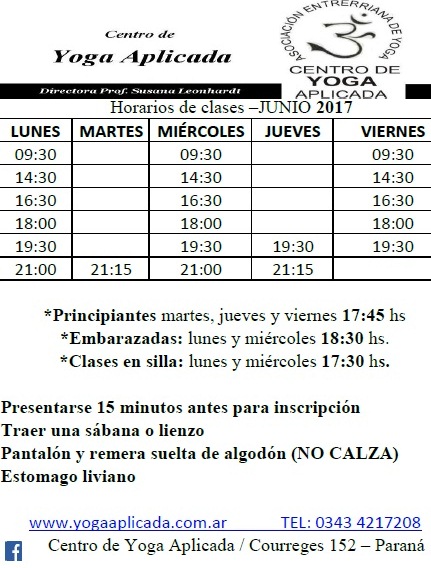 Centro de
Yoga Aplicada
Directora Prof. Susana Leonhardt
ASOCIACIÓN ENTRERRIANA DE YOGA
CENTRO DE
YOGA
APLICADA
Horarios de clases –JUNIO 2017
LUNES MARTES MIÉRCOLES JUEVES VIERNES
09:30 09:30 09:30
14:30 14:30 14:30
16:30 16:30 16:30
18:00 18:00 18:00
19:30 19:30 19:30 19:30
21:00 21:15 21:00 21:15
*Principiantes martes, jueves y viernes 17:45 hs
*Embarazadas: lunes y miércoles 18:30 hs.
*Clases en silla: lunes y miércoles 17:30 hs.
Presentarse 15 minutos antes para inscripción
Traer una sábana o lienzo
Pantalón y remera suelta de algodón (NO CALZA)
Estomago liviano
www.yogaaplicada.com.ar TEL: 0343 4217208
f Centro de Yoga Aplicada / Courreges 152 – Paraná